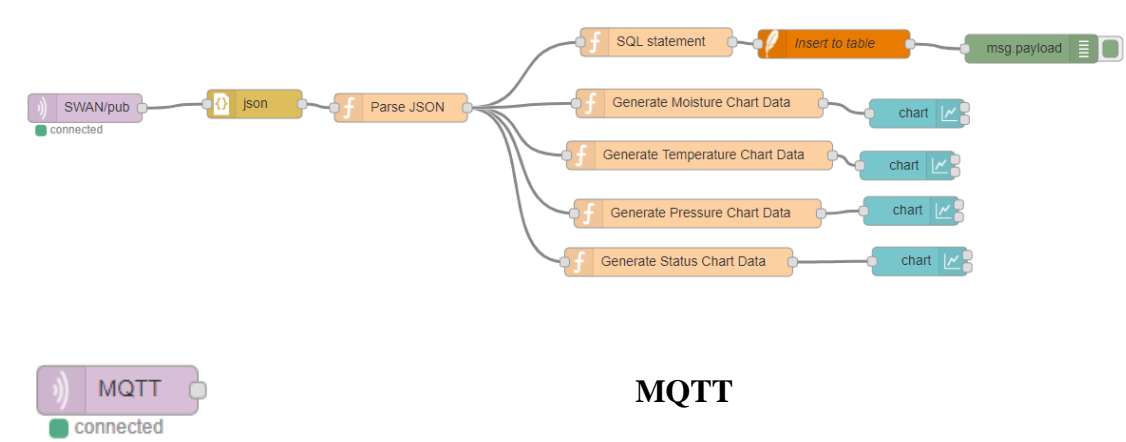 SQL statement
Insert to table
msg.payload
SWAN/pub
connected
json
Parse JSON
Generate Moisture Chart Data
chart
Generate Temperature Chart Data
chart
Generate Pressure Chart Data
chart
Generate Status Chart Data
chart
MQTT
connected
MQTT